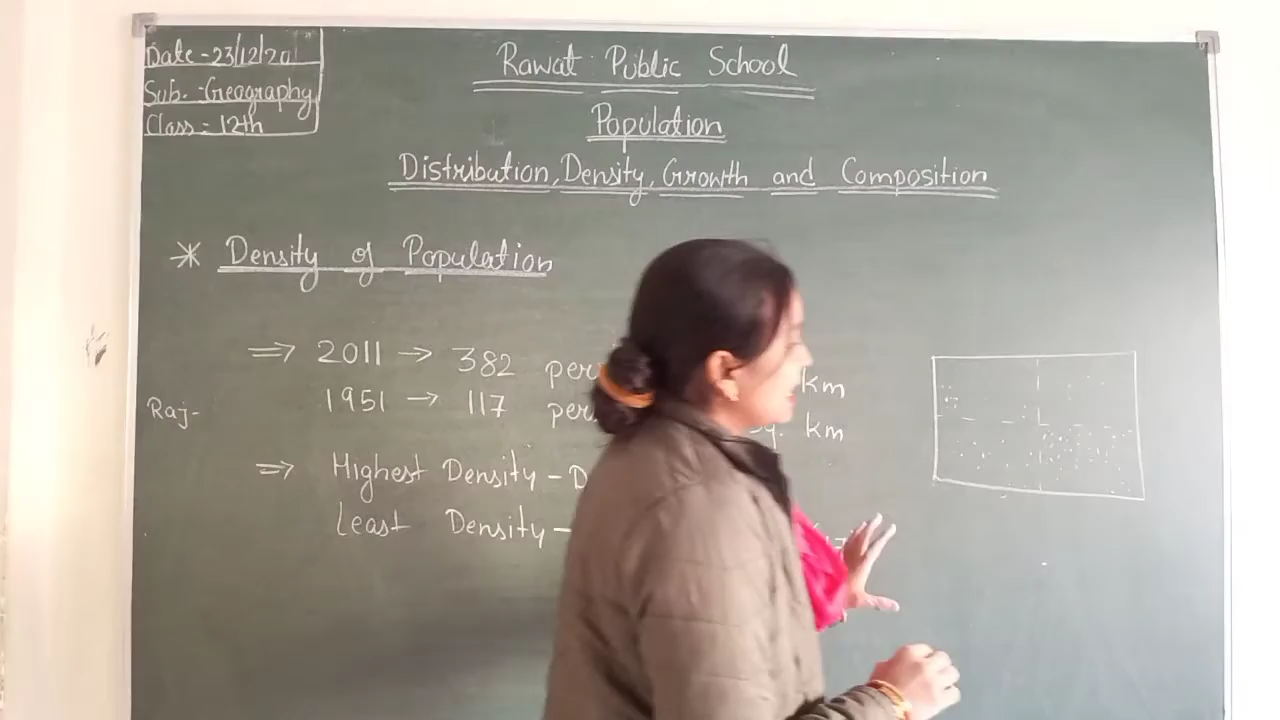 Date - 23/12/20
Sub. - Geography
Class - 12th
Rawat Public School
Population
Distribution, Density, Growth and Composition
* Density of Population
⇒ 2011 → 382 per km
Raj- 1951 → 117 per sq. km
⇒ Highest Density - D
Least Density -